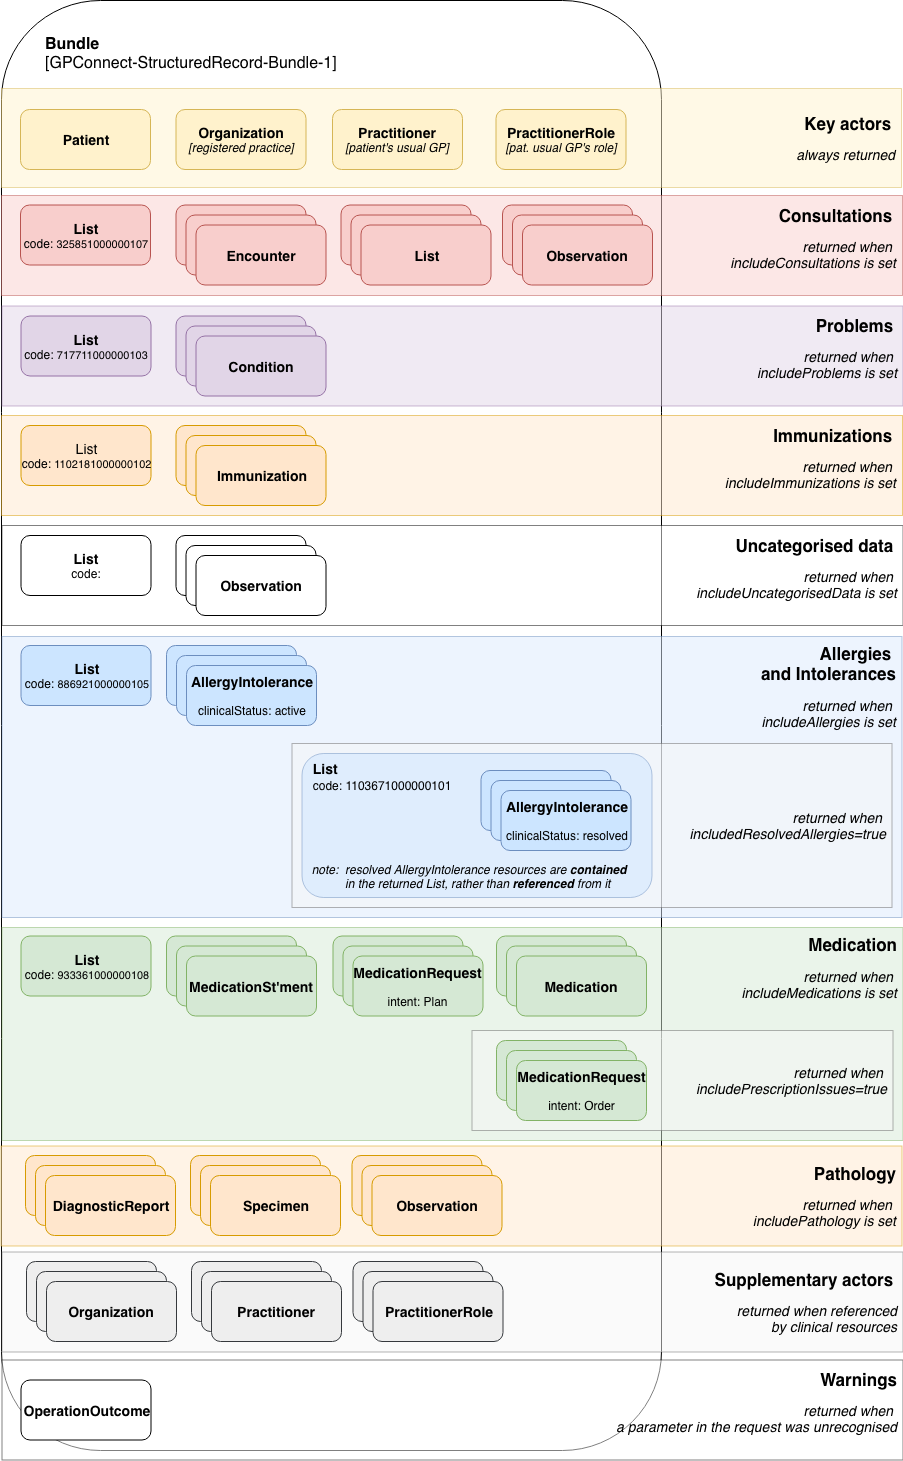 Bundle
[GPConnect-StructuredRecord-Bundle-1]
Patient
Organization
[registered practice]
Practitioner
[patient's usual GP]
PractitionerRole
[pat. usual GP's role]
Key actors
always returned
List
code: 325851000000107
Encounter
List
Observation
Consultations
returned when
includeConsultations is set
List
code: 717711000000103
Condition
Problems
returned when
includeProblems is set
List
code: 1102181000000102
Immunization
Immunizations
returned when
includeImmunizations is set
List
code:
Observation
Uncategorised data
returned when
includeUncategorisedData is set
List
code: 886921000000105
AllergyIntolerance
clinicalStatus: active
Allergies
and Intolerances
returned when
includeAllergies is set
List
code: 1103671000000101
AllergyIntolerance
clinicalStatus: resolved
note: resolved AllergyIntolerance resources are contained
in the returned List, rather than referenced from it
returned when
includedResolvedAllergies=true
List
code: 933361000000108
MedicationSt'ment
MedicationRequest
intent: Plan
Medication
Medication
returned when
includeMedications is set
MedicationRequest
intent: Order
returned when
includePrescriptionIssues=true
DiagnosticReport
Specimen
Observation
Pathology
returned when
includePathology is set
Organization
Practitioner
PractitionerRole
Supplementary actors
returned when referenced
by clinical resources
OperationOutcome
Warnings
returned when
a parameter in the request was unrecognised